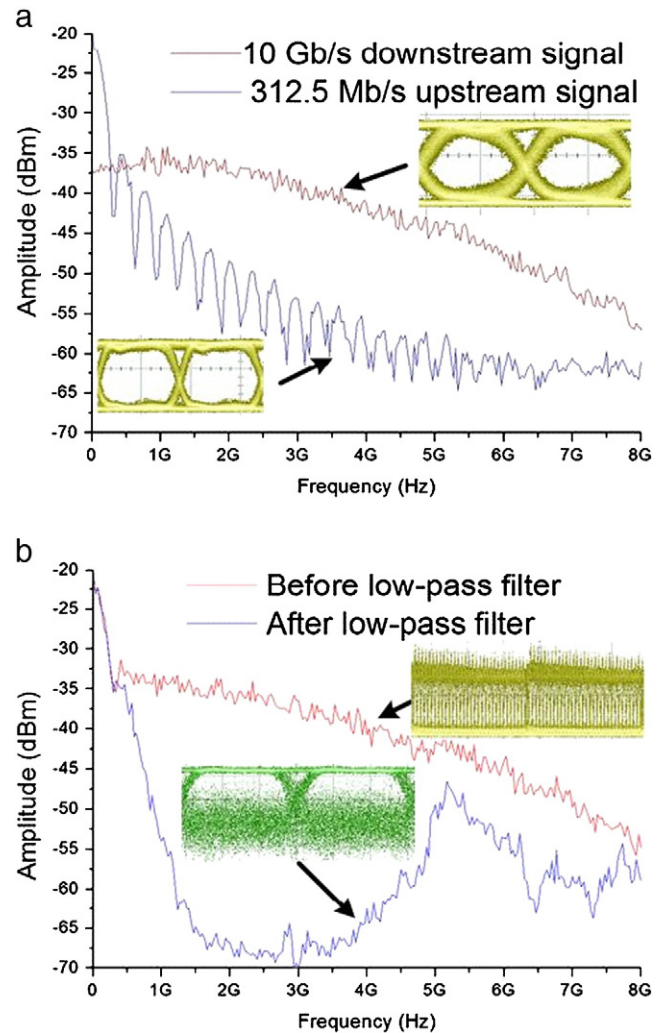 a
-20
-25
-30
-35
-40
-45
-50
-55
-60
-65
-70
Amplitude (dBm)
10 Gb/s downstream signal
312.5 Mb/s upstream signal
0 1G 2G 3G 4G 5G 6G 7G 8G
Frequency (Hz)
b
-20
-25
-30
-35
-40
-45
-50
-55
-60
-65
-70
Amplitude (dBm)
Before low-pass filter
After low-pass filter
0 1G 2G 3G 4G 5G 6G 7G 8G
Frequency (Hz)